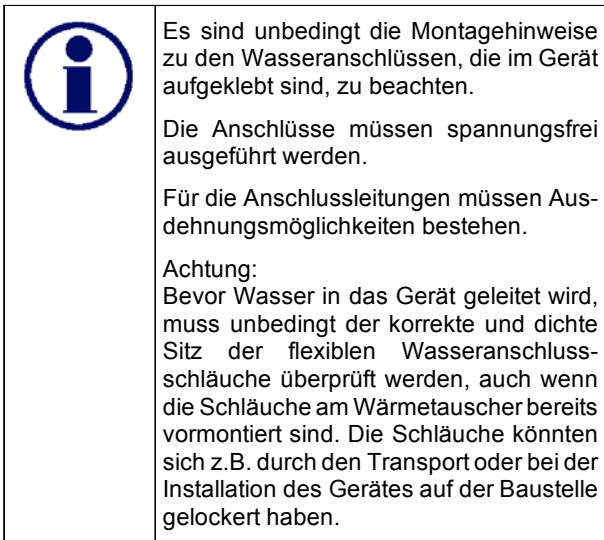 Es sind unbedingt die Montagehinweise
zu den Wasseranschlüssen, die im Gerät
aufgeklebt sind, zu beachten.
Die Anschlüsse müssen spannungsfrei
ausgeführt werden.
Für die Anschlussleitungen müssen Aus-
dehnungsmöglichkeiten bestehen.
Achtung:
Bevor Wasser in das Gerät geleitet wird,
muss unbedingt der korrekte und dichte
Sitz der flexiblen Wasseranschluss-
schläuche überprüft werden, auch wenn
die Schläuche am Wärmetauscher bereits
vormontiert sind. Die Schläuche könnten
sich z.B. durch den Transport oder bei der
Installation des Gerätes auf der Baustelle
gelockert haben.